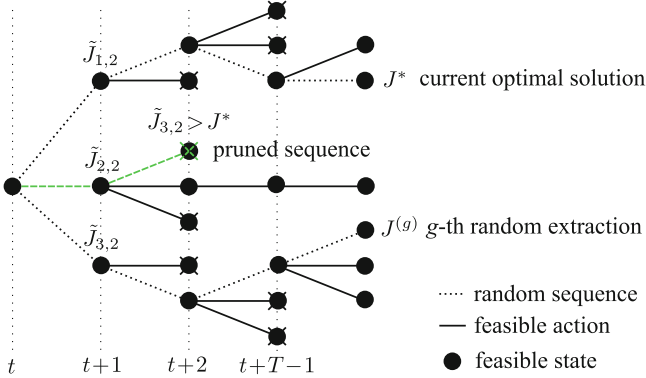 J̃₁,₂
J* current optimal solution
J̃₃,₂ > J*
J̃₂,₂
pruned sequence
J̃₃,₂
J⁽ᵍ⁾ g-th random extraction
random sequence
feasible action
feasible state
t t+1 t+2 t+T−1